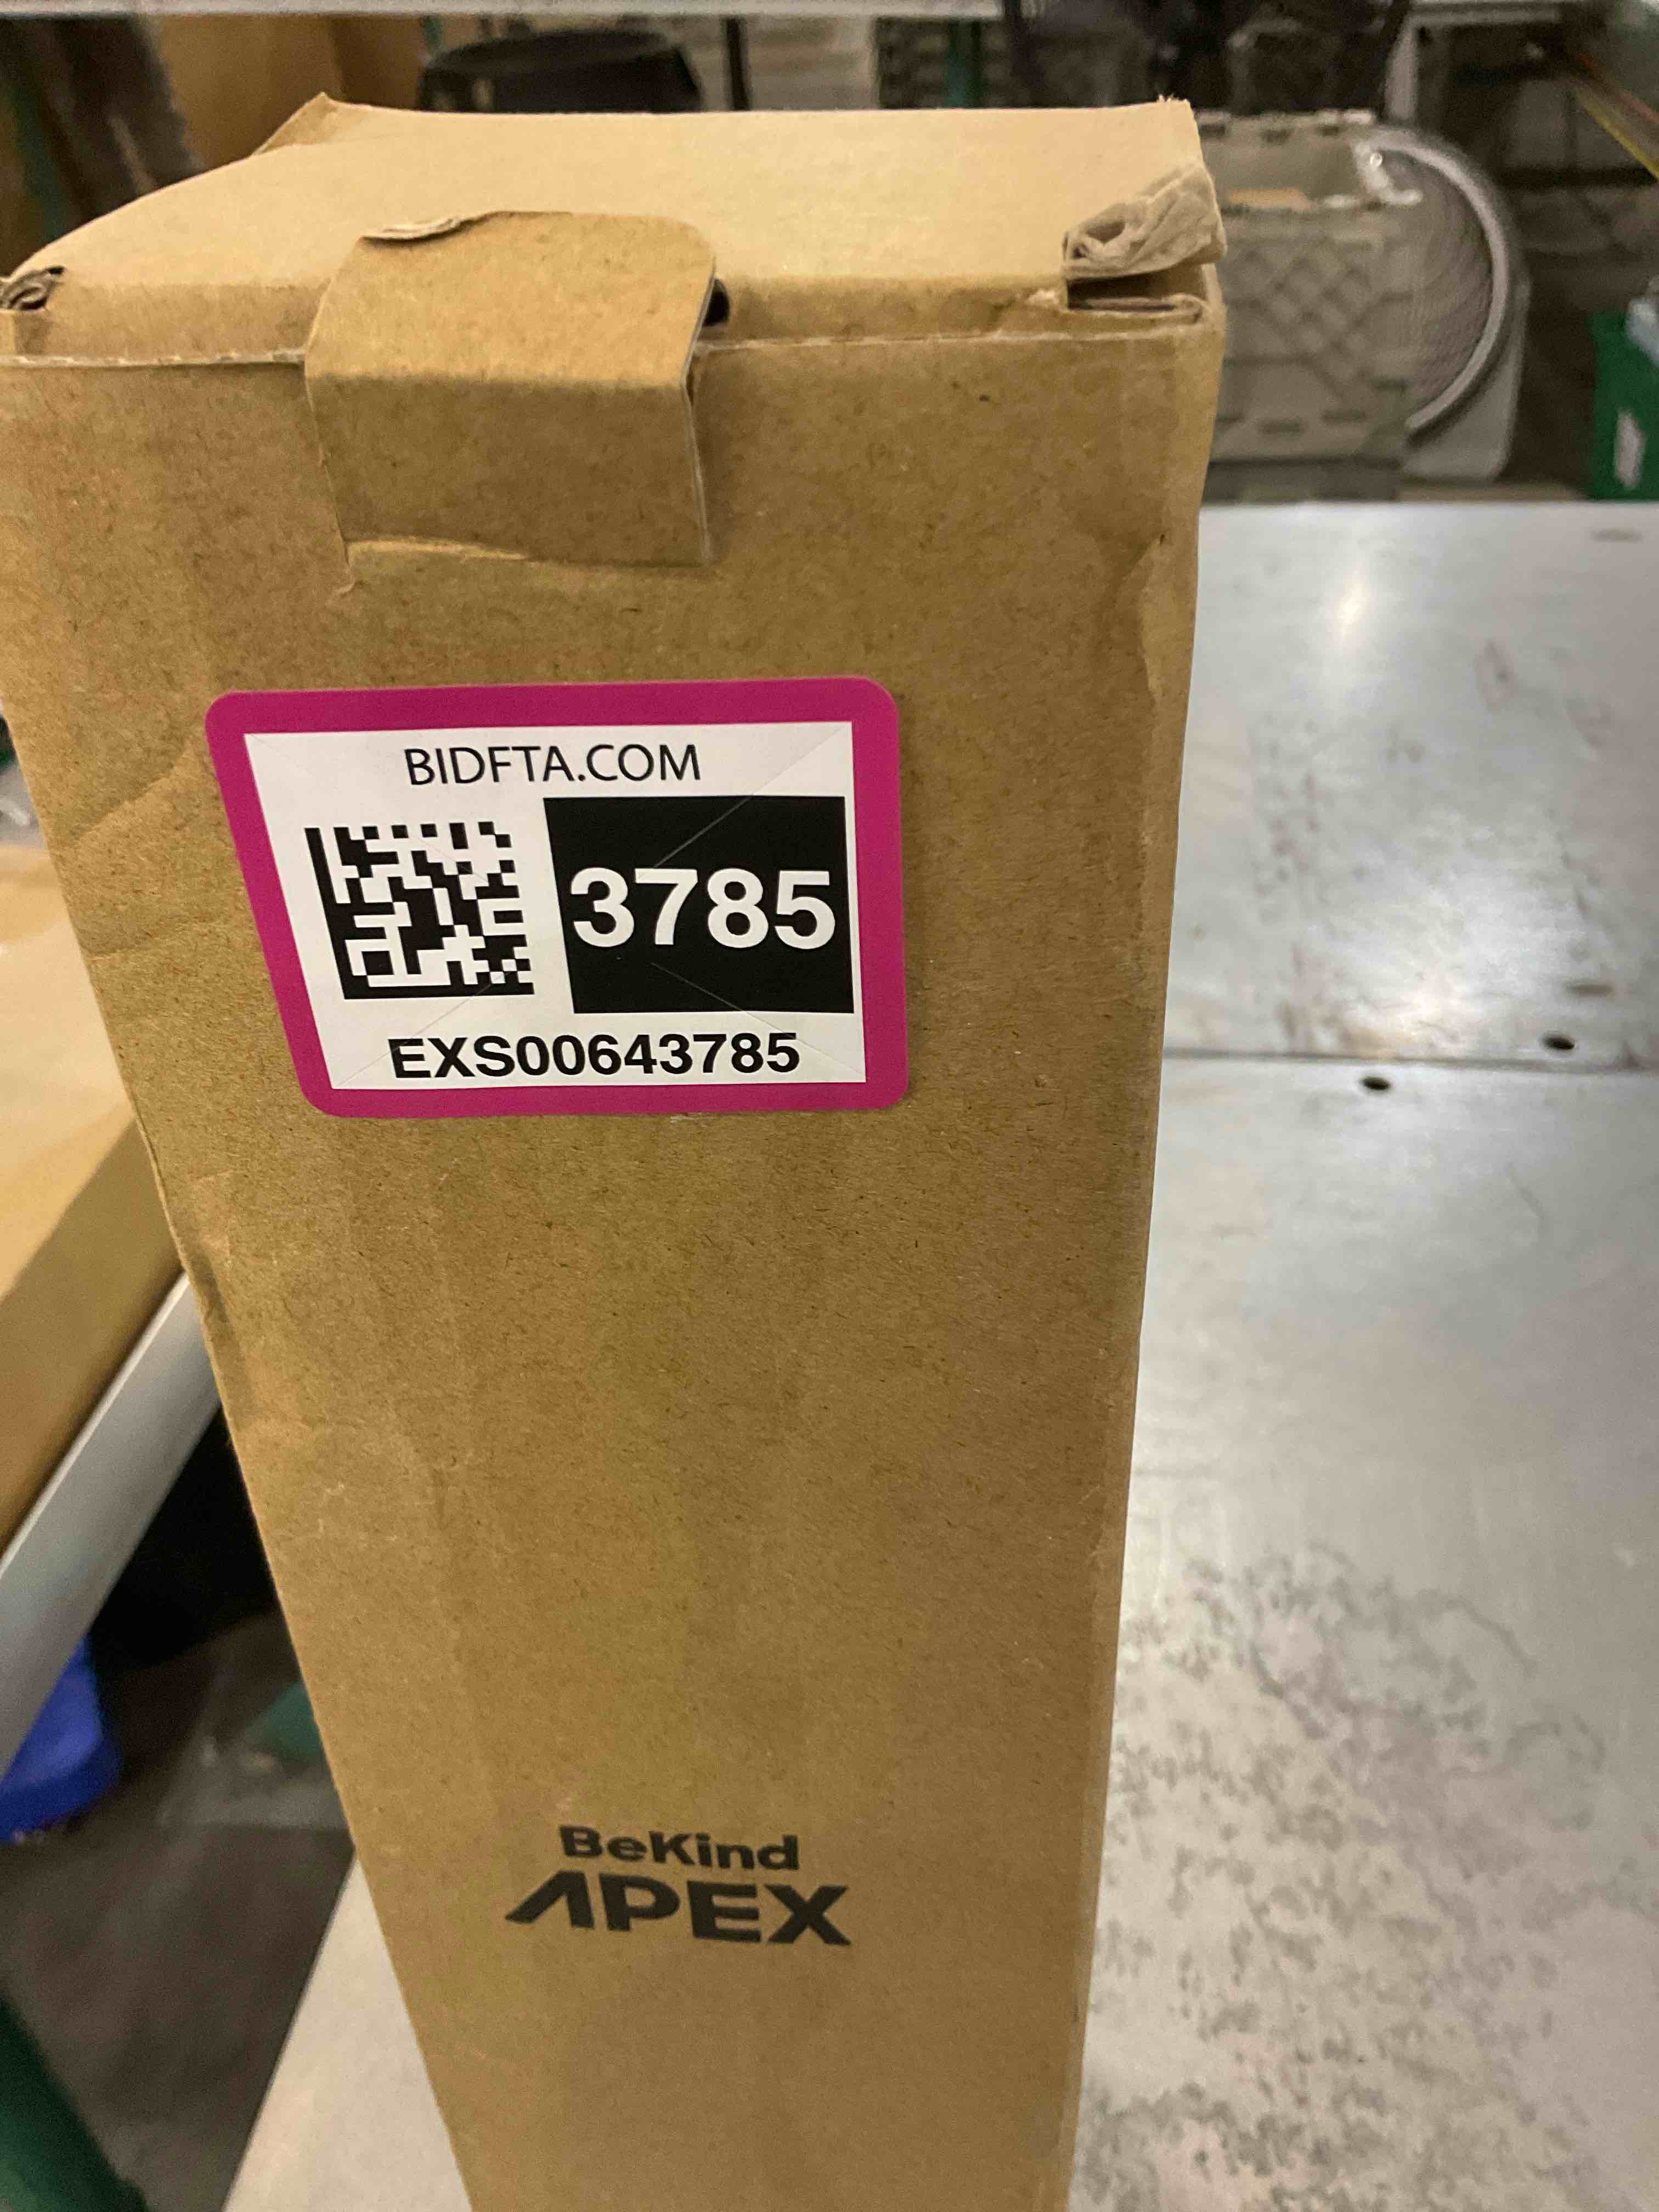 BIDFTA.COM
3785
EXS00643785
BeKind
APEX